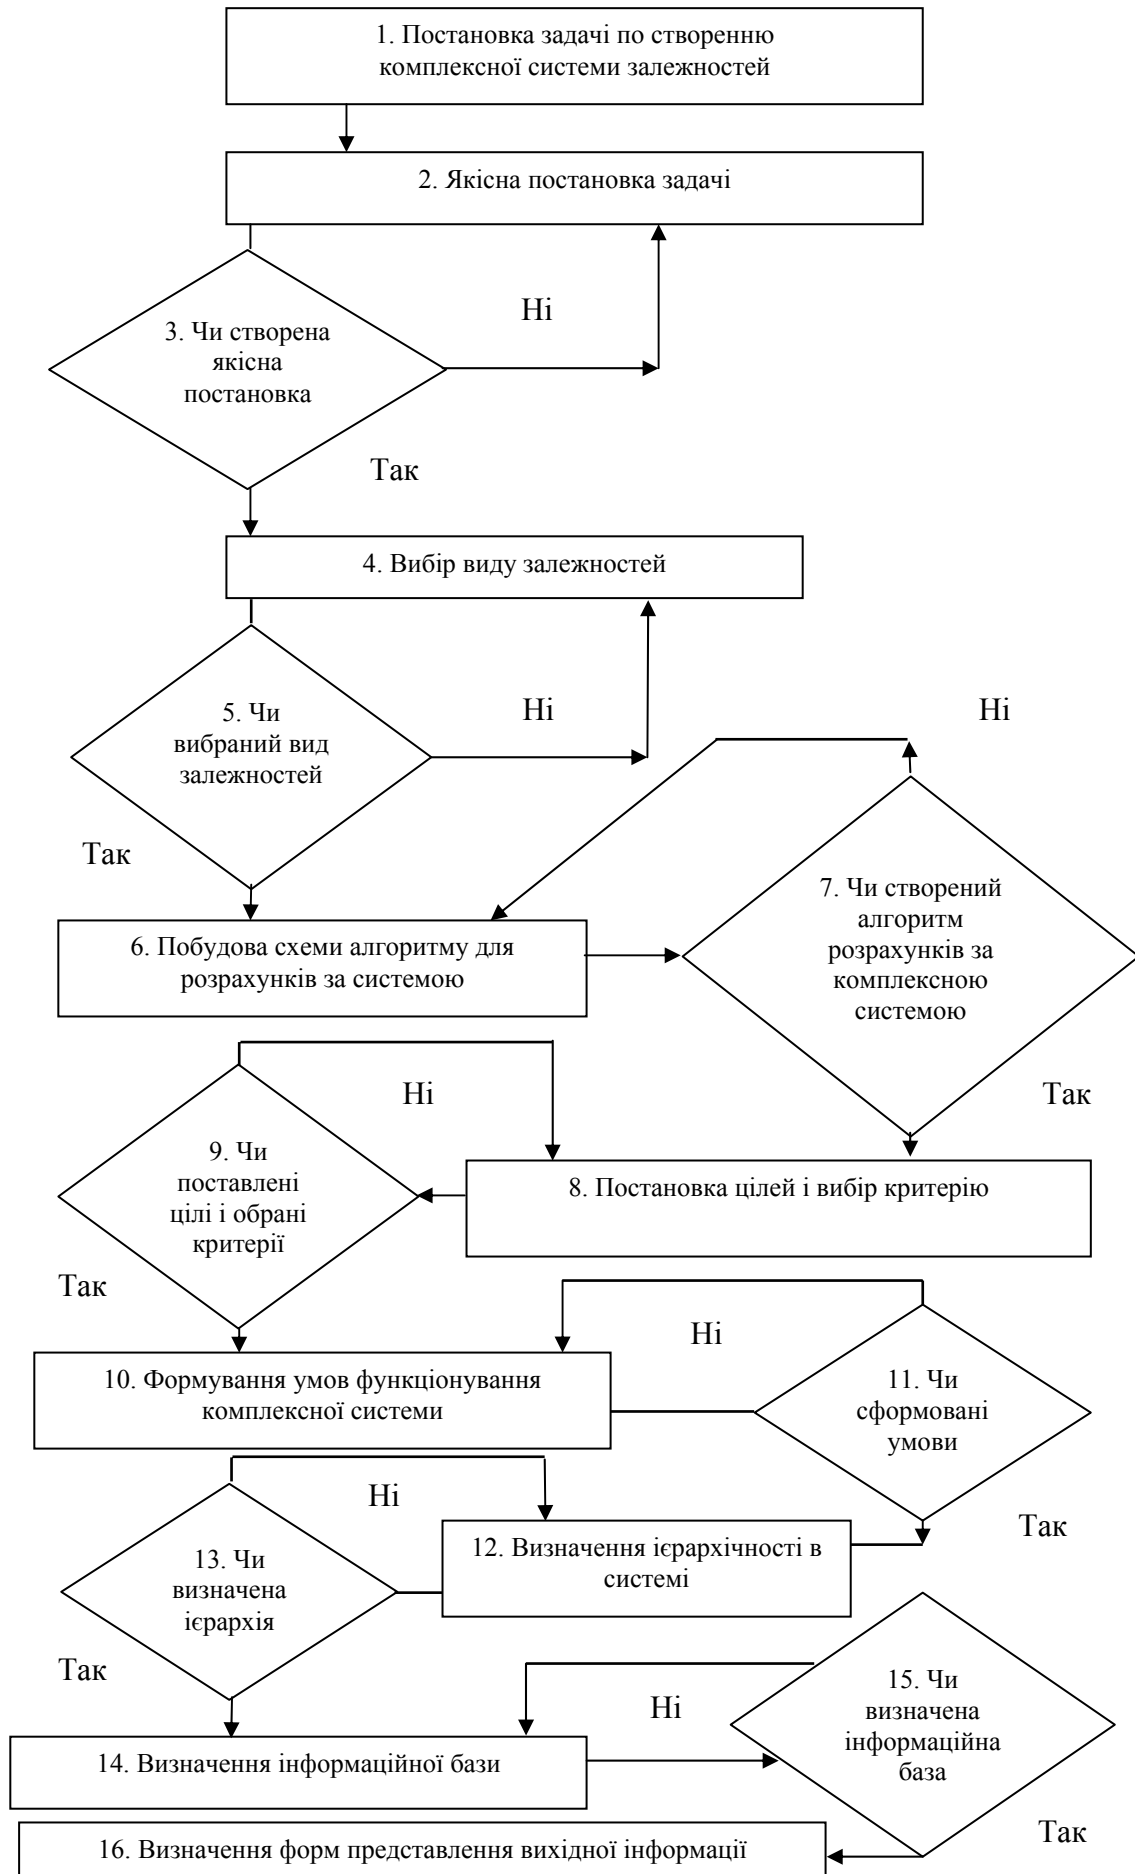 1. Постановка задачі по створенню
комплексної системи залежностей
2. Якісна постановка задачі
Ні
3. Чи створена
якісна
постановка
Так
4. Вибір виду залежностей
5. Чи
вибраний вид
залежностей
Ні
Ні
Так
7. Чи створений
алгоритм
розрахунків за
комплексною
системою
6. Побудова схеми алгоритму для
розрахунків за системою
Ні
Так
9. Чи
поставлені
цілі і обрані
критерії
8. Постановка цілей і вибір критерію
Так
Ні
10. Формування умов функціонування
комплексної системи
11. Чи
сформовані
умови
Ні
Так
13. Чи
визначена
ієрархія
12. Визначення ієрархічності в
системі
Так
Ні
15. Чи
визначена
інформаційна
база
14. Визначення інформаційної бази
Так
16. Визначення форм представлення вихідної інформації